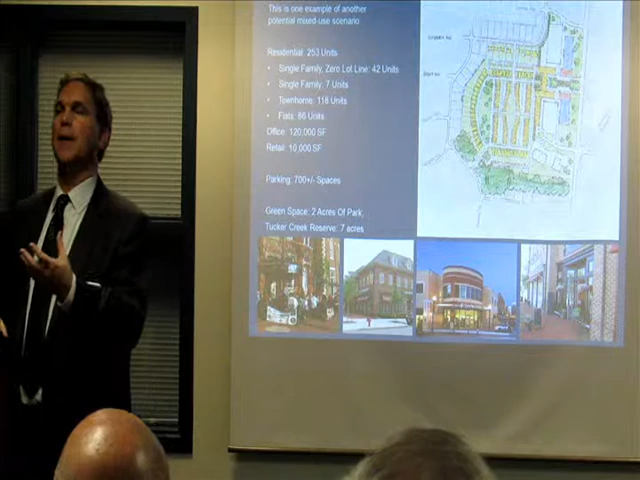 This is one example of another
potential mixed-use scenario
Residential: 253 Units
• Single Family, Zero Lot Line: 42 Units
• Single Family: 7 Units
• Townhome: 118 Units
• Flats: 86 Units
Office: 120,000 SF
Retail: 10,000 SF
Parking: 700+/- Spaces
Green Space: 2 Acres Of Park,
Tucker Creek Reserve: 7 acres